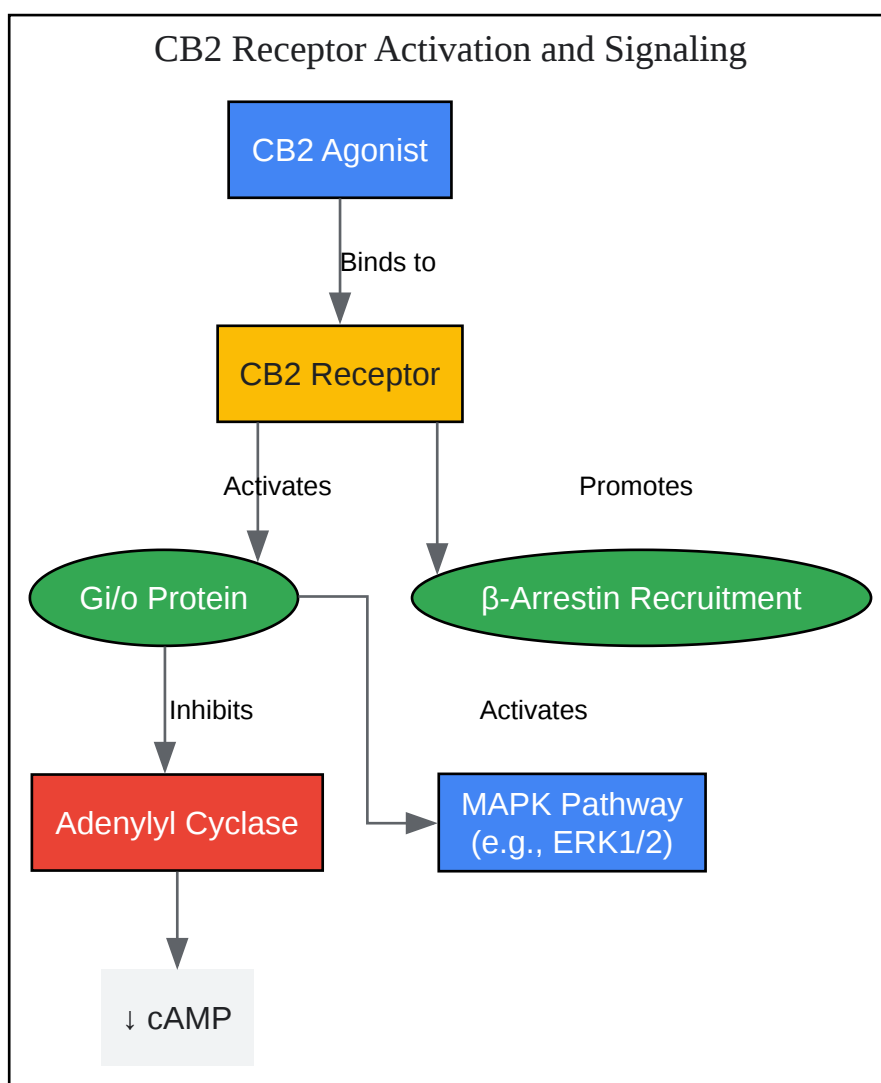 CB2 Receptor Activation and Signaling
CB2 Agonist
Binds to
CB2 Receptor
Activates
Promotes
Gi/o Protein
β-Arrestin Recruitment
Inhibits
Activates
Adenylyl Cyclase
MAPK Pathway
(e.g., ERK1/2)
↓ cAMP